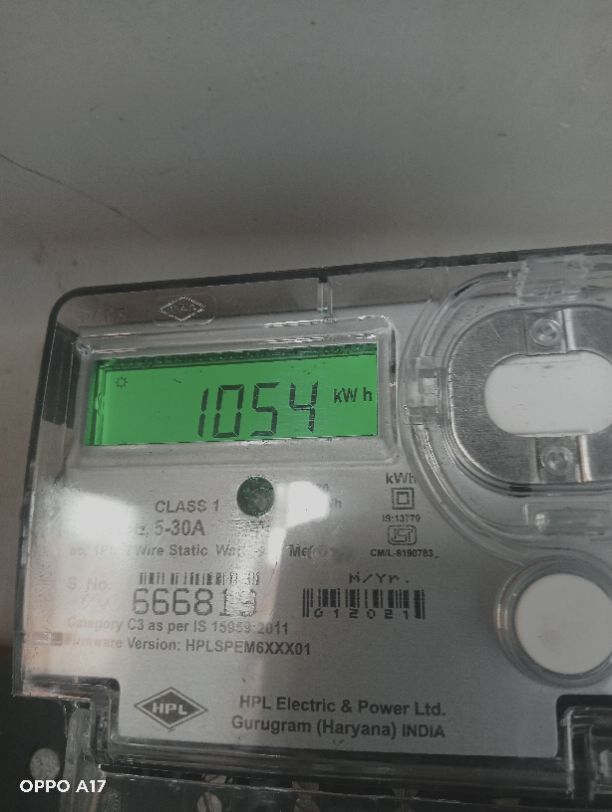 1054 kWh
kWh
CLASS 1
5-30A
IS:13779
Wire Static
CM/L-8190783
S. No.
M/Yr.
012021
Category C3 as per IS 15959:2011
Firmware Version: HPLSPEM6XXX01
HPL
HPL Electric & Power Ltd.
Gurugram (Haryana) INDIA
OPPO A17